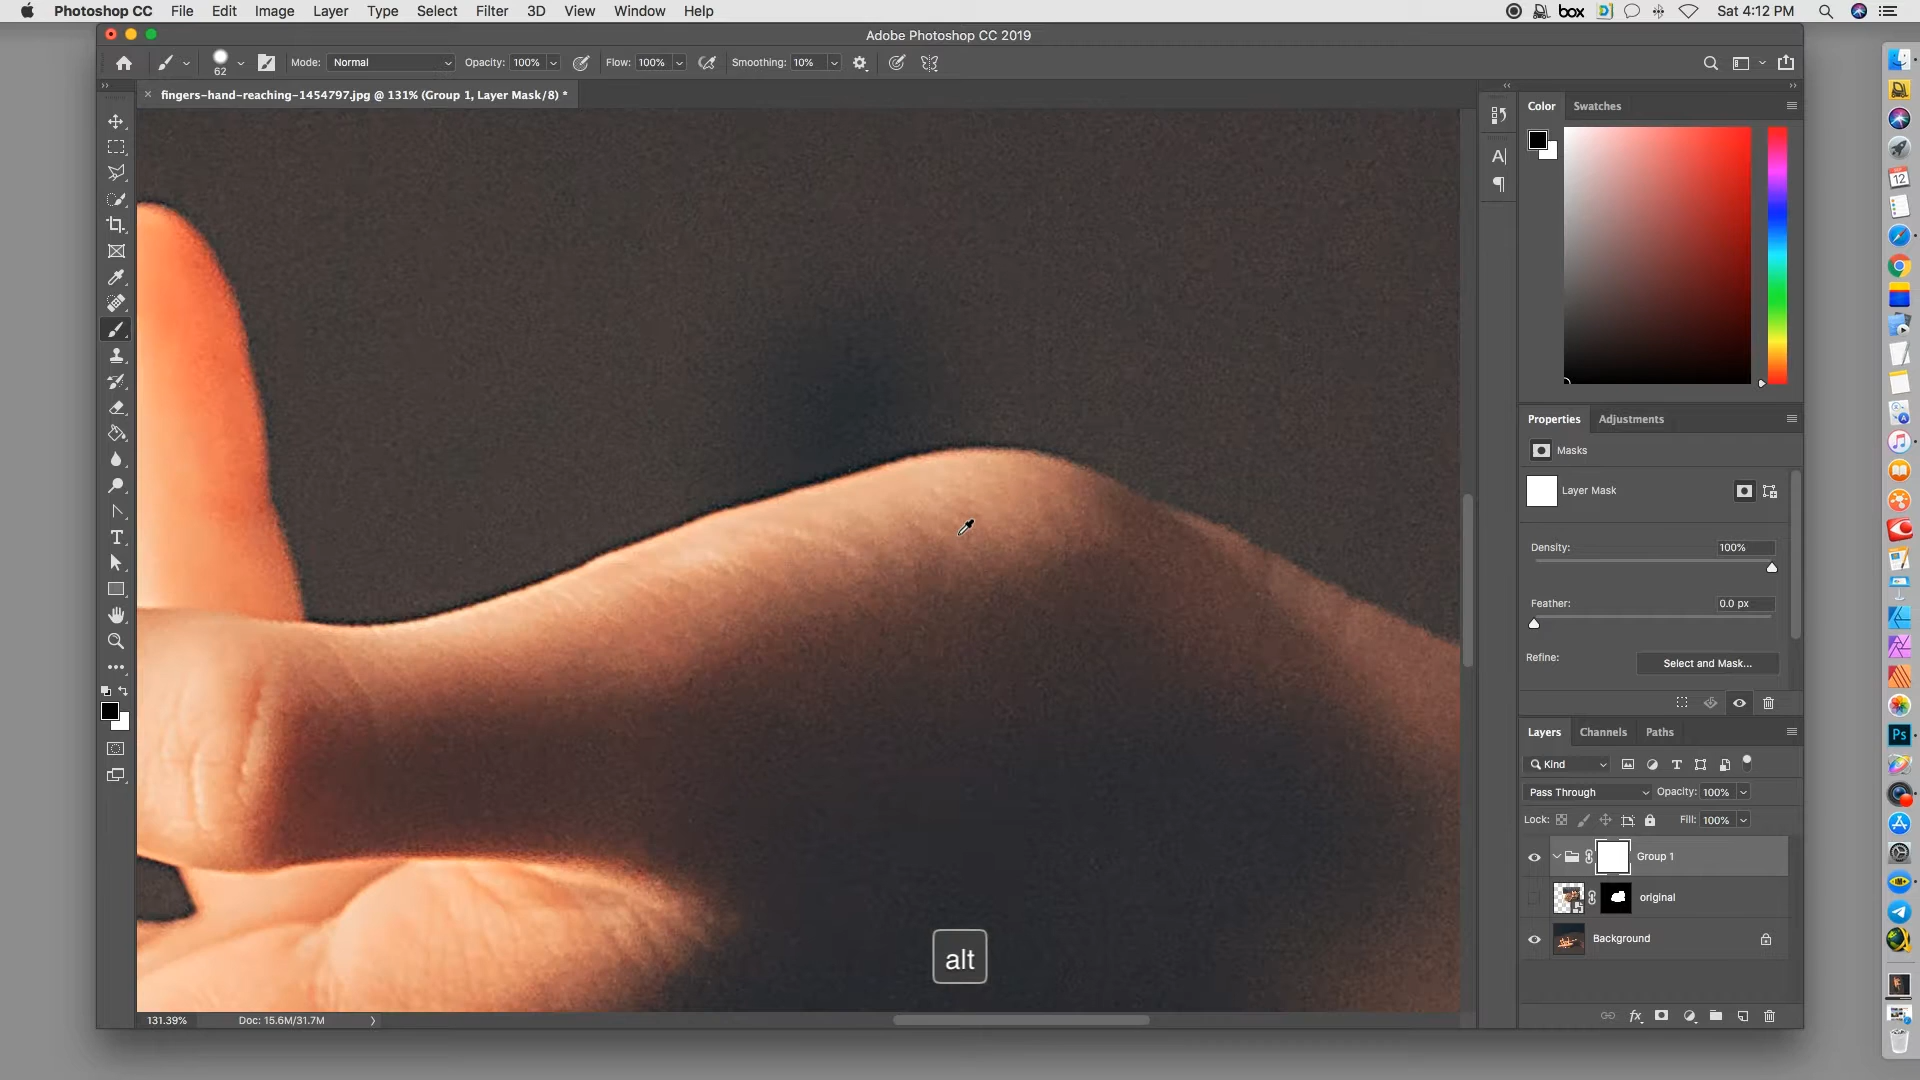 Photoshop CC File Edit Image Layer Type Select Filter 3D View Window Help
box
Sat 4:12 PM
Adobe Photoshop CC 2019
62
Mode: Normal
Opacity: 100%
Flow: 100%
Smoothing: 10%
fingers-hand-reaching-1454797.jpg @ 131% (Group 1, Layer Mask/8) *
Color Swatches
Properties Adjustments
Masks
Layer Mask
Density: 100%
Feather: 0.0 px
Refine: Select and Mask...
Layers Channels Paths
Kind
Pass Through Opacity: 100%
Lock: Fill: 100%
Group 1
original
Background
alt
131.39% Doc: 15.6M/31.7M
12
Ps